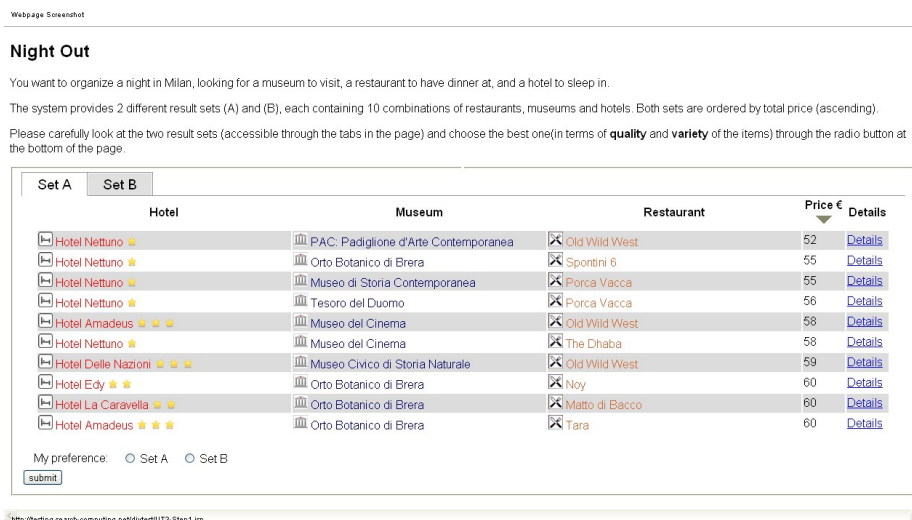 Webpage Screenshot
Night Out
You want to organize a night in Milan, looking for a museum to visit, a restaurant to have dinner at, and a hotel to sleep in.
The system provides 2 different result sets (A) and (B), each containing 10 combinations of restaurants, museums and hotels. Both sets are ordered by total price (ascending).
Please carefully look at the two result sets (accessible through the tabs in the page) and choose the best one(in terms of quality and variety of the items) through the radio button at
the bottom of the page.
Set A Set B
Hotel Museum Restaurant Price € Details
Hotel Nettuno PAC: Padiglione d'Arte Contemporanea Old Wild West 52 Details
Hotel Nettuno Orto Botanico di Brera Spontini 6 55 Details
Hotel Nettuno Museo di Storia Contemporanea Porca Vacca 55 Details
Hotel Nettuno Tesoro del Duomo Porca Vacca 56 Details
Hotel Amadeus Museo del Cinema Old Wild West 58 Details
Hotel Nettuno Museo del Cinema The Dhaba 58 Details
Hotel Delle Nazioni Museo Civico di Storia Naturale Old Wild West 59 Details
Hotel Edy Orto Botanico di Brera Noy 60 Details
Hotel La Caravella Orto Botanico di Brera Matto di Bacco 60 Details
Hotel Amadeus Orto Botanico di Brera Tara 60 Details
My preference: Set A Set B
submit